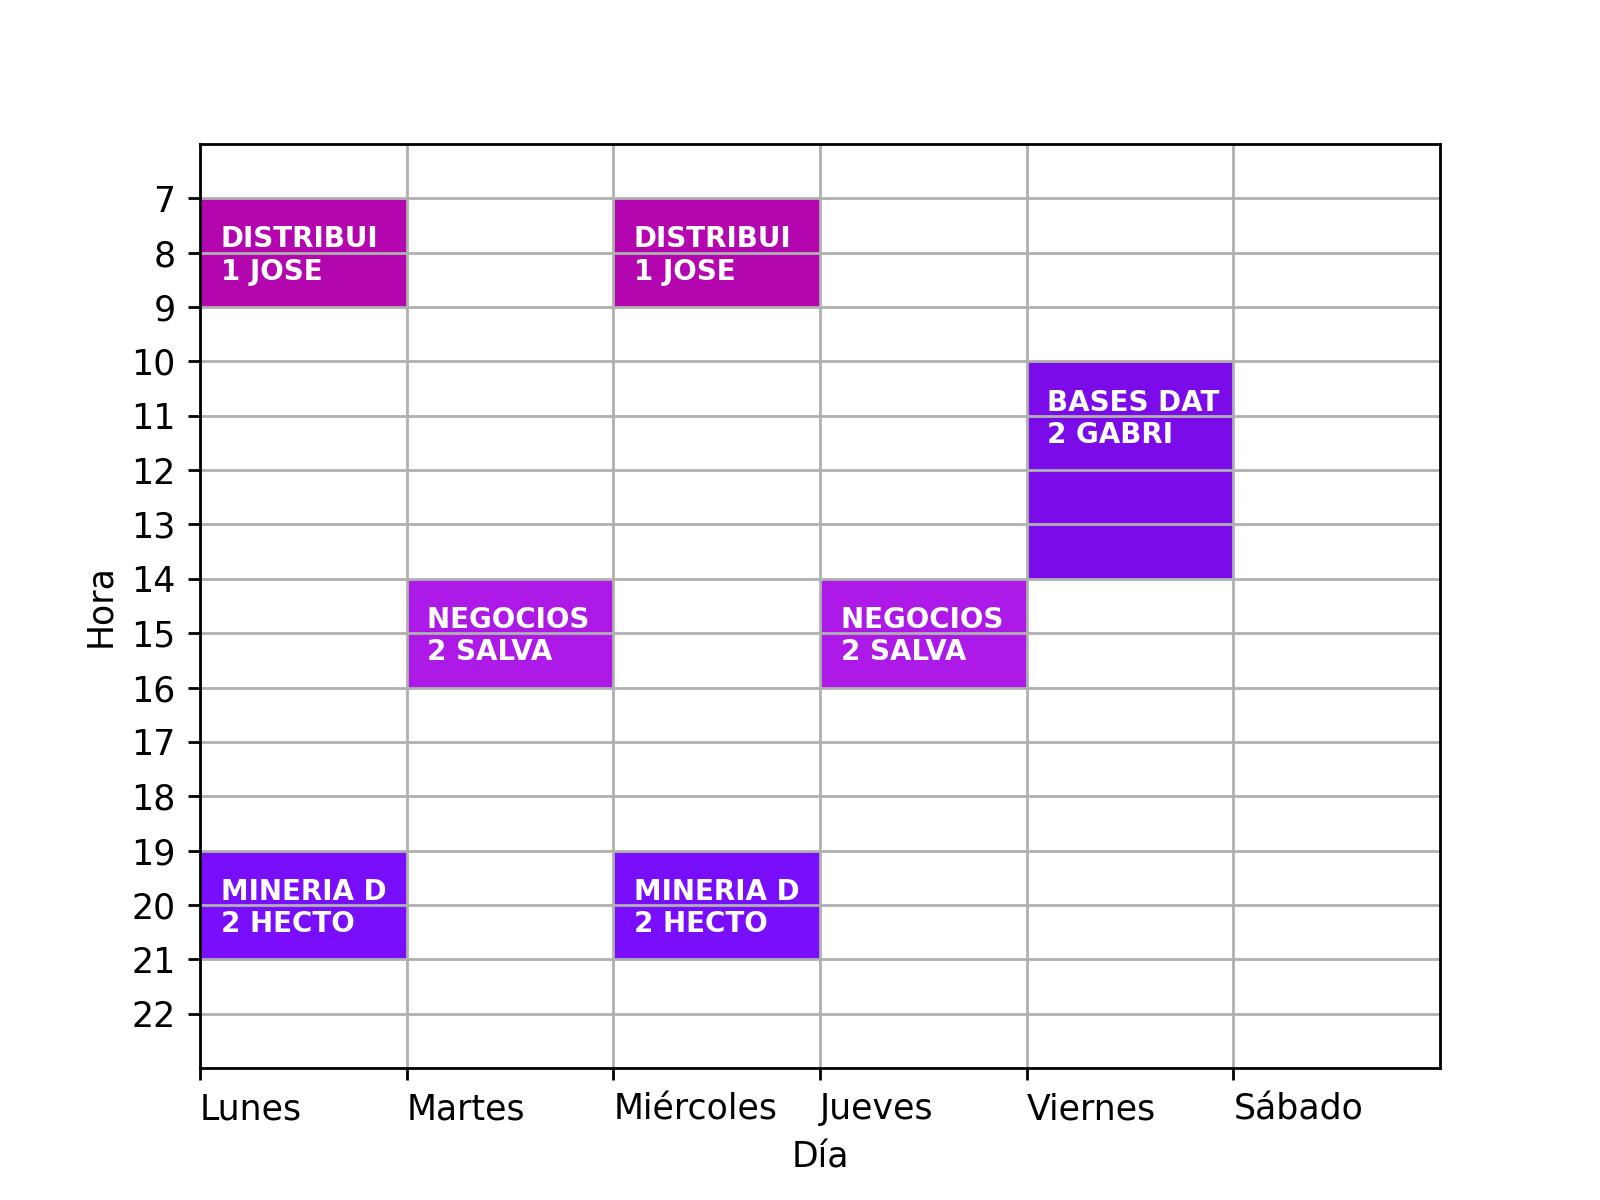 7
DISTRIBUI
1 JOSE
DISTRIBUI
1 JOSE
8
9
10
BASES DAT
2 GABRI
11
12
13
14
NEGOCIOS
2 SALVA
NEGOCIOS
2 SALVA
15
16
17
18
19
MINERIA D
2 HECTO
MINERIA D
2 HECTO
20
21
22
Hora
Lunes Martes Miércoles Jueves Viernes Sábado
Día